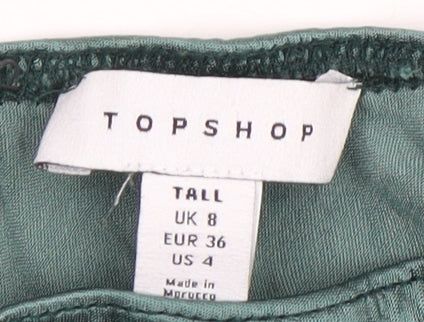 TOPSHOP
TALL
UK 8
EUR 36
US 4
Made in
Morocco